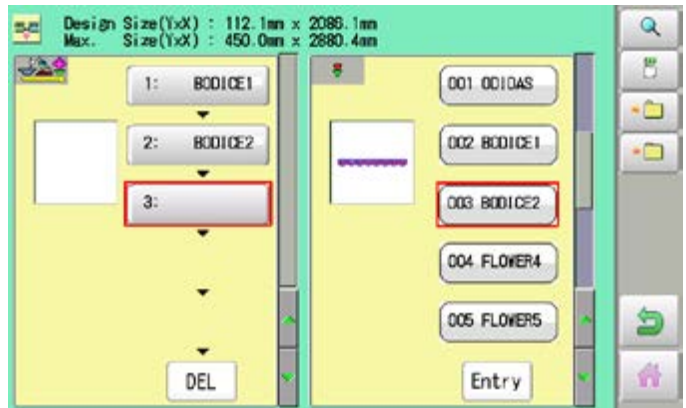 Design Size(YxX) : 112.1mm x 2086.1mm
Max. Size(YxX) : 450.0mm x 2880.4mm
1: BODICE1
2: BODICE2
3:
DEL
001 ODIDAS
002 BODICE1
003 BODICE2
004 FLOWER4
005 FLOWER5
Entry